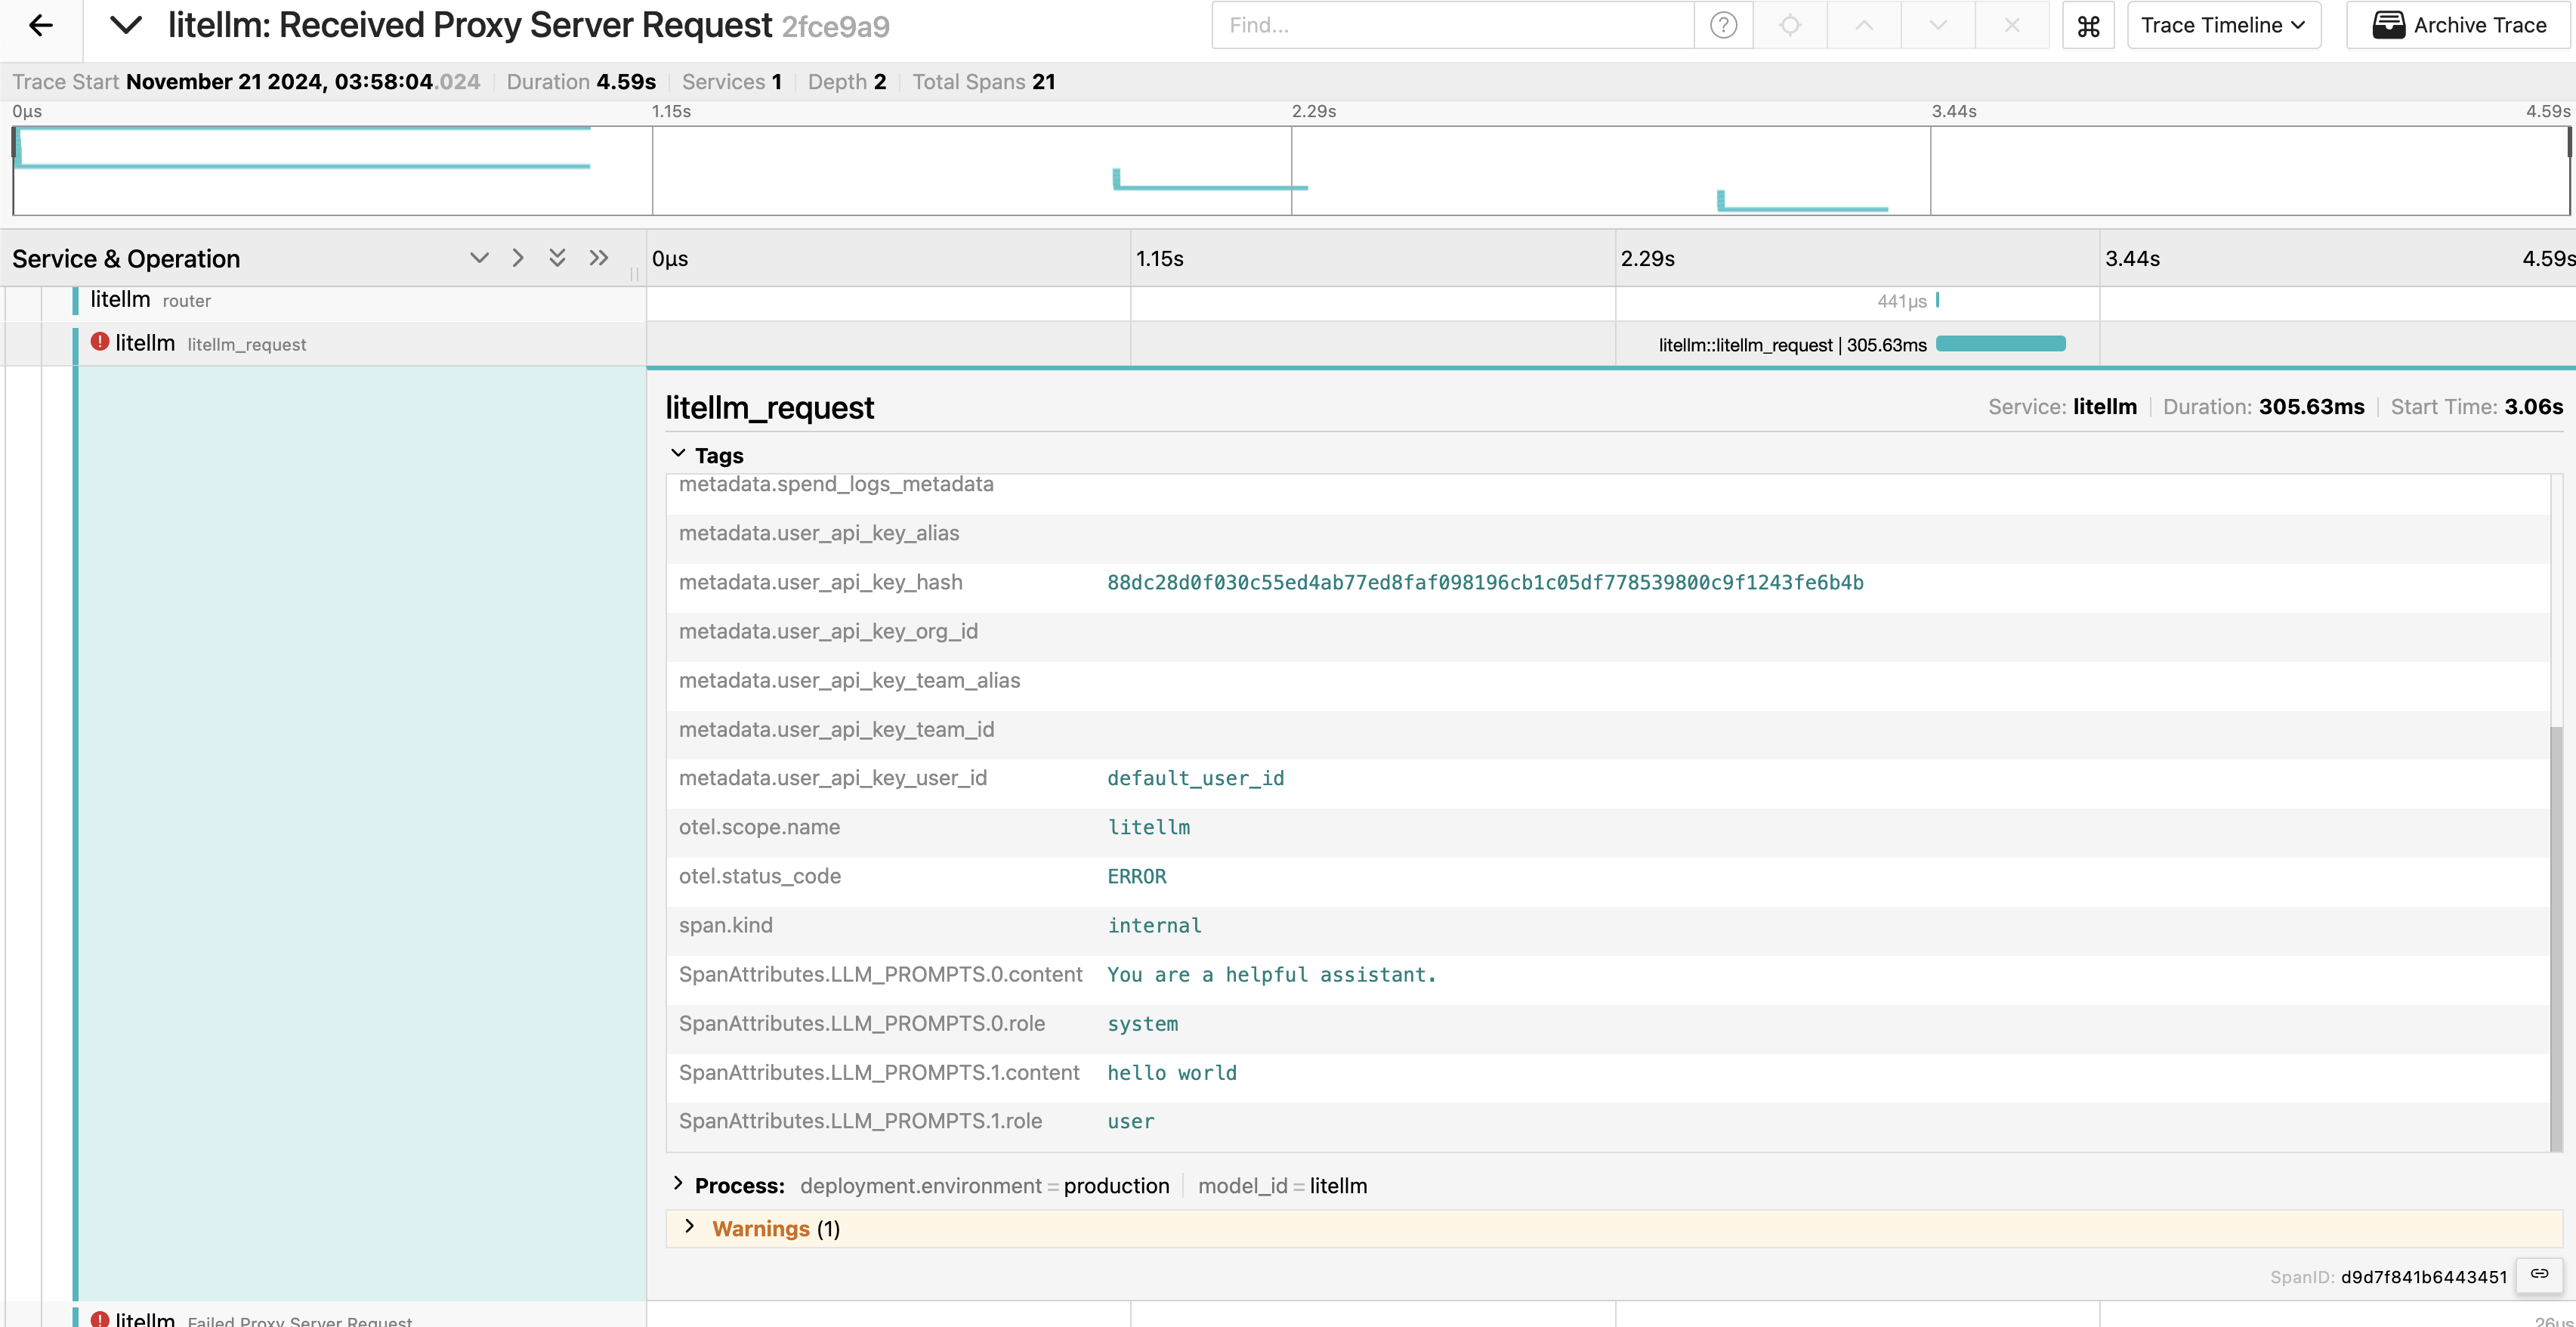 litellm: Received Proxy Server Request 2fce9a9
Find...
Trace Timeline
Archive Trace
Trace Start November 21 2024, 03:58:04.024 Duration 4.59s Services 1 Depth 2 Total Spans 21
0μs 1.15s 2.29s 3.44s 4.59s
Service & Operation 0μs 1.15s 2.29s 3.44s 4.59s
litellm router 441μs
litellm litellm_request litellm::litellm_request | 305.63ms
litellm_request Service: litellm Duration: 305.63ms Start Time: 3.06s
Tags
metadata.spend_logs_metadata
metadata.user_api_key_alias
metadata.user_api_key_hash 88dc28d0f030c55ed4ab77ed8faf098196cb1c05df778539800c9f1243fe6b4b
metadata.user_api_key_org_id
metadata.user_api_key_team_alias
metadata.user_api_key_team_id
metadata.user_api_key_user_id default_user_id
otel.scope.name litellm
otel.status_code ERROR
span.kind internal
SpanAttributes.LLM_PROMPTS.0.content You are a helpful assistant.
SpanAttributes.LLM_PROMPTS.0.role system
SpanAttributes.LLM_PROMPTS.1.content hello world
SpanAttributes.LLM_PROMPTS.1.role user
Process: deployment.environment = production model_id = litellm
Warnings (1)
SpanID: d9d7f841b6443451
litellm Failed Proxy Server Request 26μs